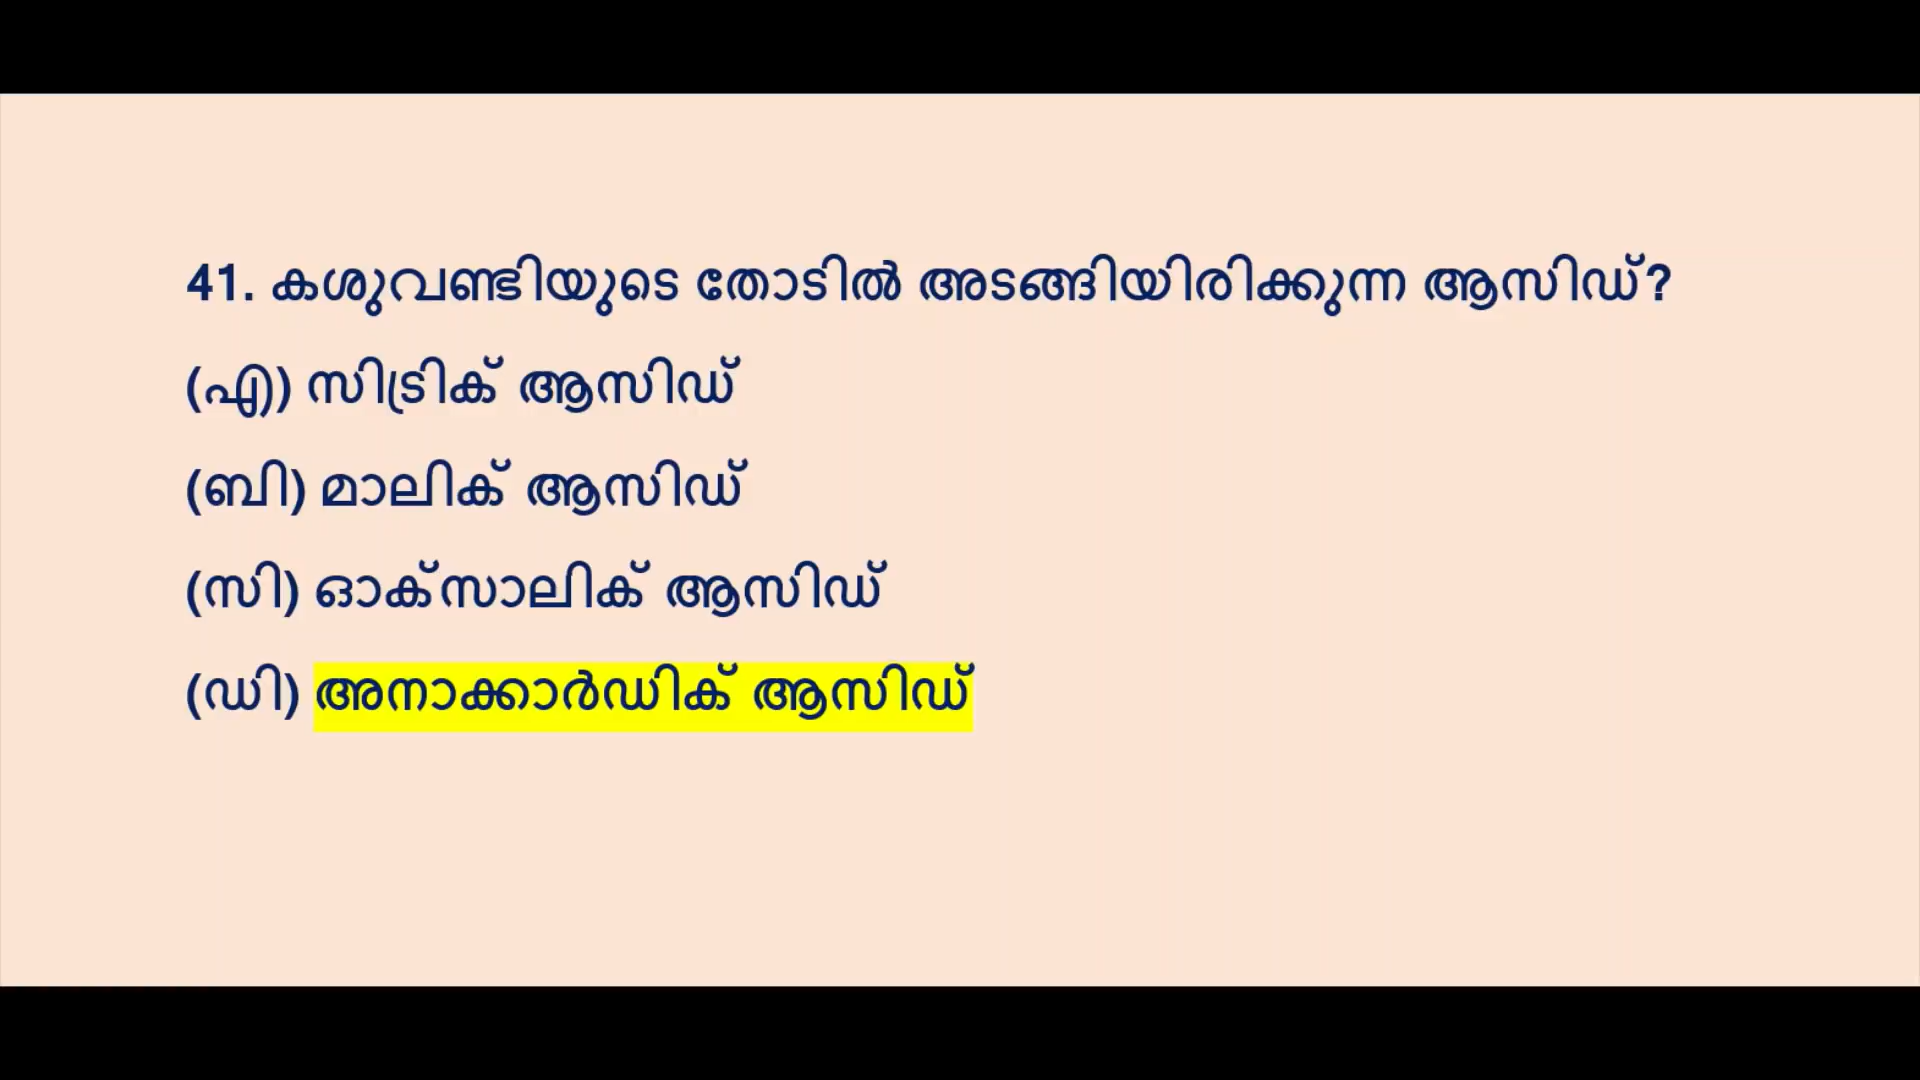 41. കശുവണ്ടിയുടെ തോടിൽ അടങ്ങിയിരിക്കുന്ന ആസിഡ്?
(എ) സിട്രിക് ആസിഡ്
(ബി) മാലിക് ആസിഡ്
(സി) ഓക്സാലിക് ആസിഡ്
(ഡി) അനാക്കാർഡിക് ആസിഡ്